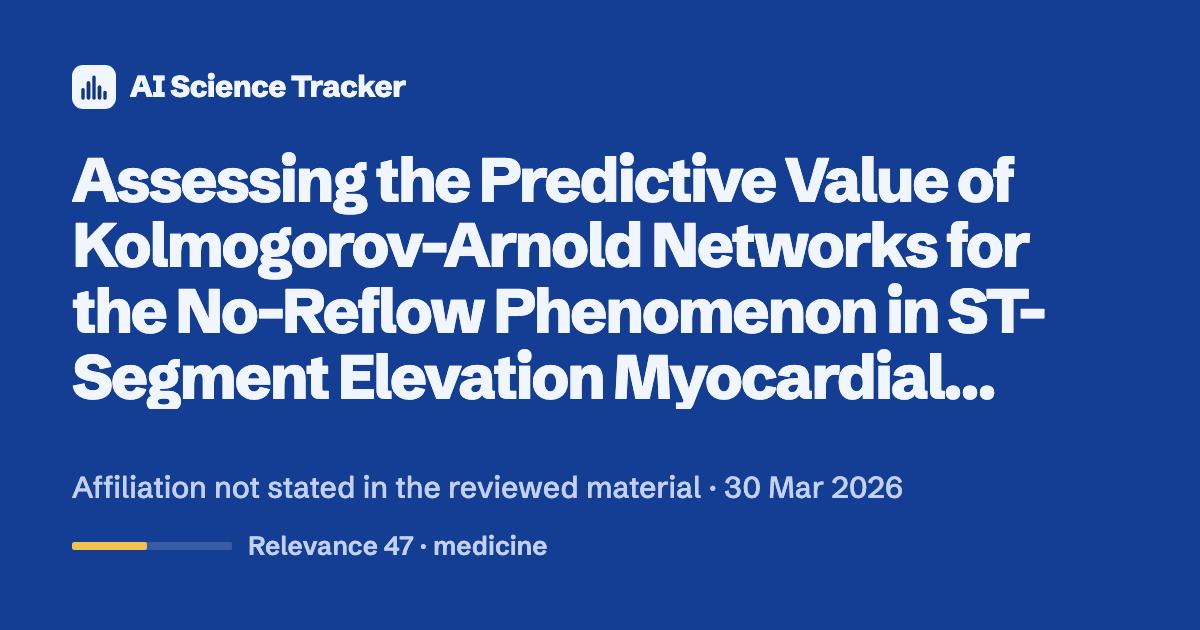 AI Science Tracker
Assessing the Predictive Value of
Kolmogorov-Arnold Networks for
the No-Reflow Phenomenon in ST-
Segment Elevation Myocardial...
Affiliation not stated in the reviewed material · 30 Mar 2026
Relevance 47 · medicine